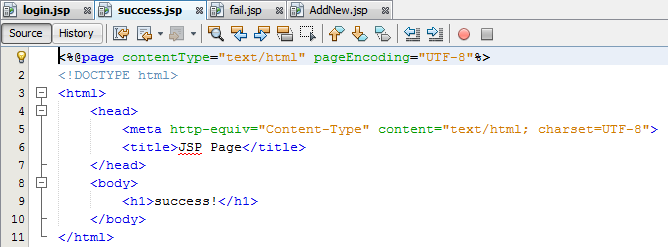 login.jsp success.jsp fail.jsp AddNew.jsp
Source History
<%@page contentType="text/html" pageEncoding="UTF-8"%>
2 <!DOCTYPE html>
3 <html>
4 <head>
5 <meta http-equiv="Content-Type" content="text/html; charset=UTF-8">
6 <title>JSP Page</title>
7 </head>
8 <body>
9 <h1>success!</h1>
10 </body>
11 </html>